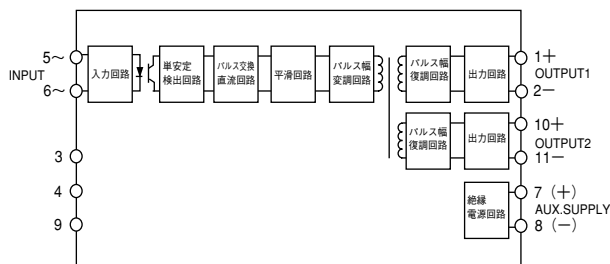 5～
INPUT
6～
3
4
9
入力回路
単安定
検出回路
パルス交換
直流回路
平滑回路
パルス幅
変調回路
パルス幅
復調回路
出力回路
1＋
OUTPUT1
2－
パルス幅
復調回路
出力回路
10＋
OUTPUT2
11－
絶縁
電源回路
7（＋）
AUX.SUPPLY
8（－）